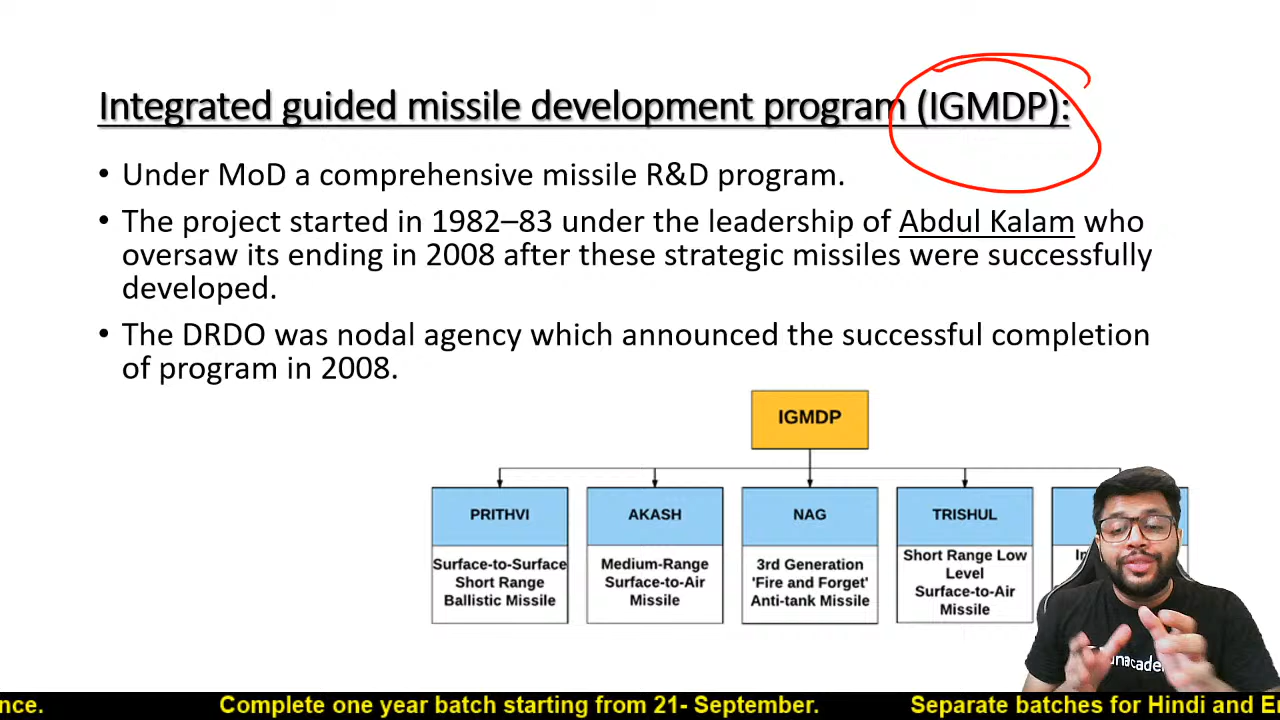 Integrated guided missile development program (IGMDP):
• Under MoD a comprehensive missile R&D program.
• The project started in 1982–83 under the leadership of Abdul Kalam who
oversaw its ending in 2008 after these strategic missiles were successfully
developed.
• The DRDO was nodal agency which announced the successful completion
of program in 2008.
IGMDP
PRITHVI
Surface-to-Surface
Short Range
Ballistic Missile
AKASH
Medium-Range
Surface-to-Air
Missile
NAG
3rd Generation
'Fire and Forget'
Anti-tank Missile
TRISHUL
Short Range Low
Level
Surface-to-Air
Missile
Complete one year batch starting from 21- September.
Separate batches for Hindi and